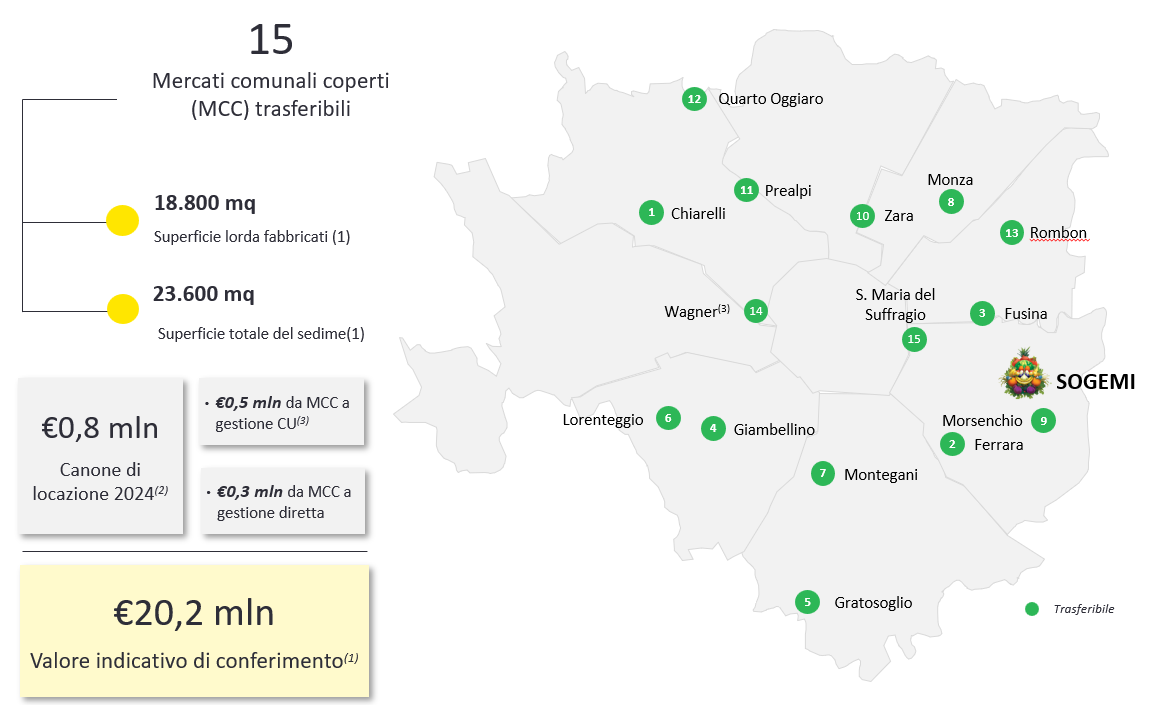 15
Mercati comunali coperti
(MCC) trasferibili
18.800 mq
Superficie lorda fabbricati (1)
23.600 mq
Superficie totale del sedime(1)
€0,8 mln
Canone di
locazione 2024(2)
• €0,5 mln da MCC a
gestione CU(3)
• €0,3 mln da MCC a
gestione diretta
€20,2 mln
Valore indicativo di conferimento(1)
12 Quarto Oggiaro
11 Prealpi
Monza
8
1 Chiarelli
10 Zara
13 Rombon
Wagner(3) 14
S. Maria del
Suffragio
15
3 Fusina
SOGEMI
Lorenteggio 6
4 Giambellino
Morsenchio 9
2 Ferrara
7 Montegani
5 Gratosoglio
Trasferibile